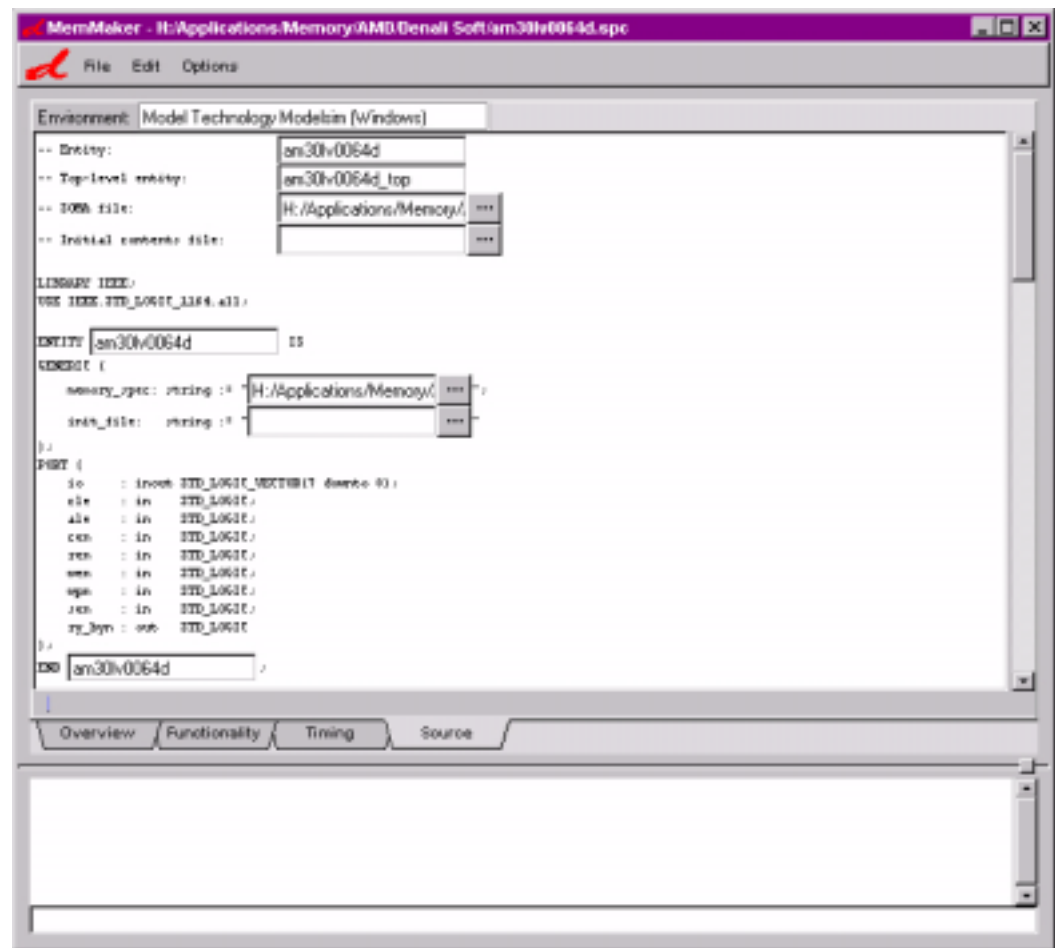 MemMaker - H:/Applications/Memory/AMD/Denali Soft/am30lv0064d.spc
File Edit Options
Environment: Model Technology Modelsim (Windows)
-- Entity: am30lv0064d
-- Top-level entity: am30lv0064d_top
-- SOMA file: H:/Applications/Memory/. ...
-- Initial contents file: ...
LIBRARY IEEE;
USE IEEE.STD_LOGIC_1164.all;
ENTITY am30lv0064d IS
GENERIC (
memory_spec: string := "H:/Applications/Memory/. ... ";
init_file: string := " ... "
);
PORT (
io : inout STD_LOGIC_VECTOR(7 downto 0);
cle : in STD_LOGIC;
ale : in STD_LOGIC;
cen : in STD_LOGIC;
ren : in STD_LOGIC;
wen : in STD_LOGIC;
wpn : in STD_LOGIC;
sen : in STD_LOGIC;
ry_byn : out STD_LOGIC
);
END am30lv0064d ;
Overview Functionality Timing Source